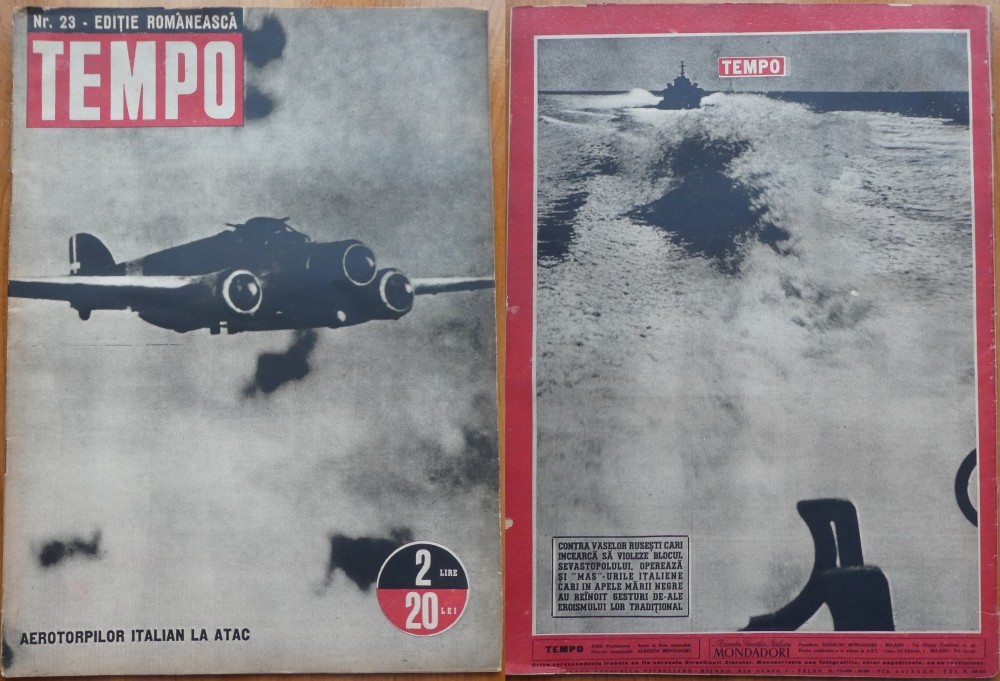 Nr. 23 - EDIȚIE ROMÂNEASCĂ
TEMPO
2 LIRE
20 LEI
AEROTORPILOR ITALIAN LA ATAC
TEMPO
CONTRA VASELOR RUSEȘTI CARI
INCEARCĂ SĂ VIOLEZE BLOCUL
SEVASTOPOLULUI, OPEREAZĂ
ȘI "MAS"-URILE ITALIENE
CARI IN APELE MĂRII NEGRE
AU REÎNOIT GESTURI DE-ALE
EROISMULUI LOR TRADIȚIONAL
TEMPO
MONDADORI